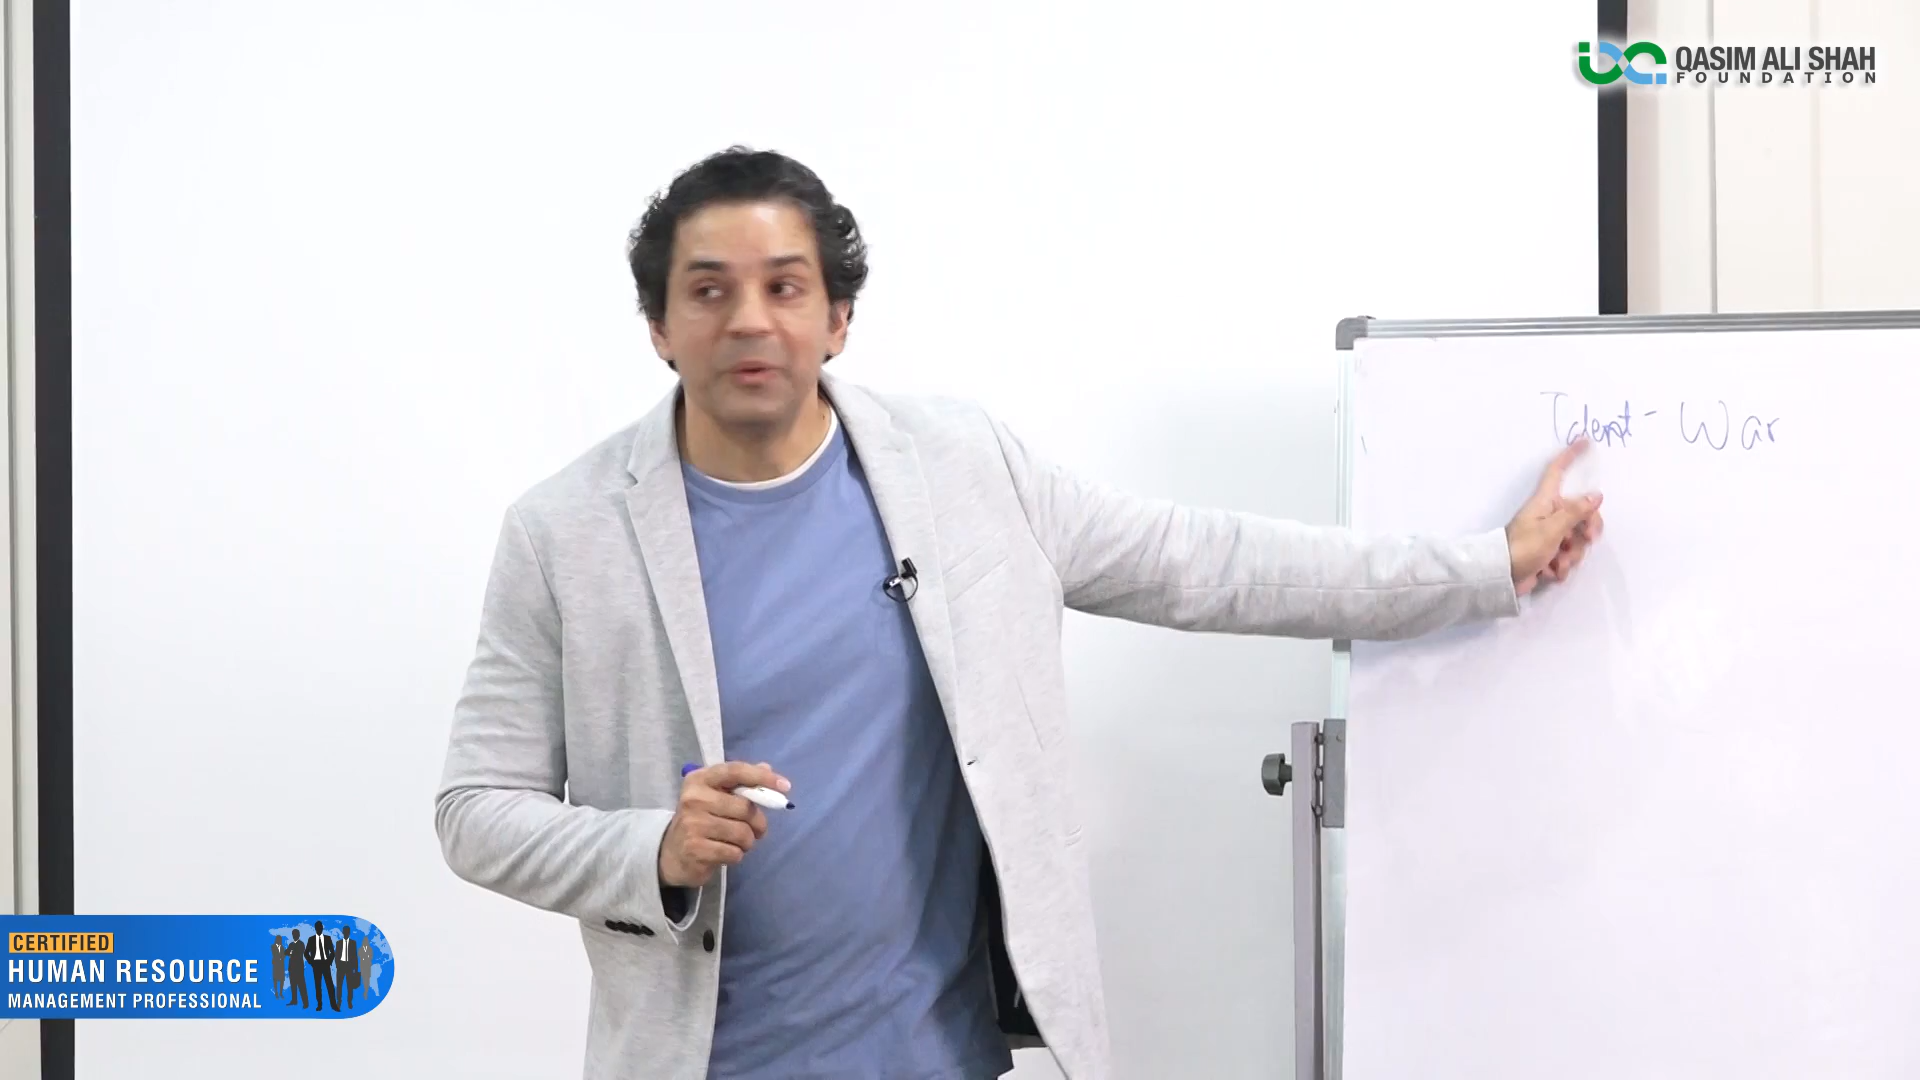 QASIM ALI SHAH
FOUNDATION
Talent - War
CERTIFIED
HUMAN RESOURCE
MANAGEMENT PROFESSIONAL